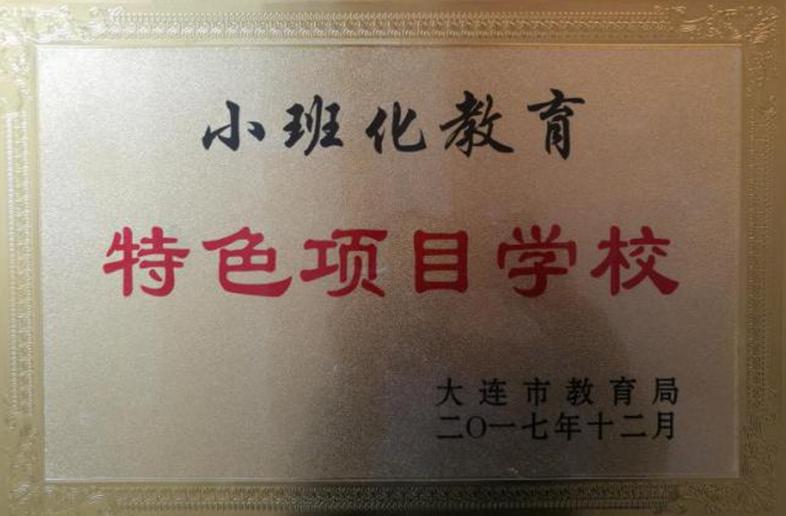 小班化教育
特色项目学校
大连市教育局
二〇一七年十二月